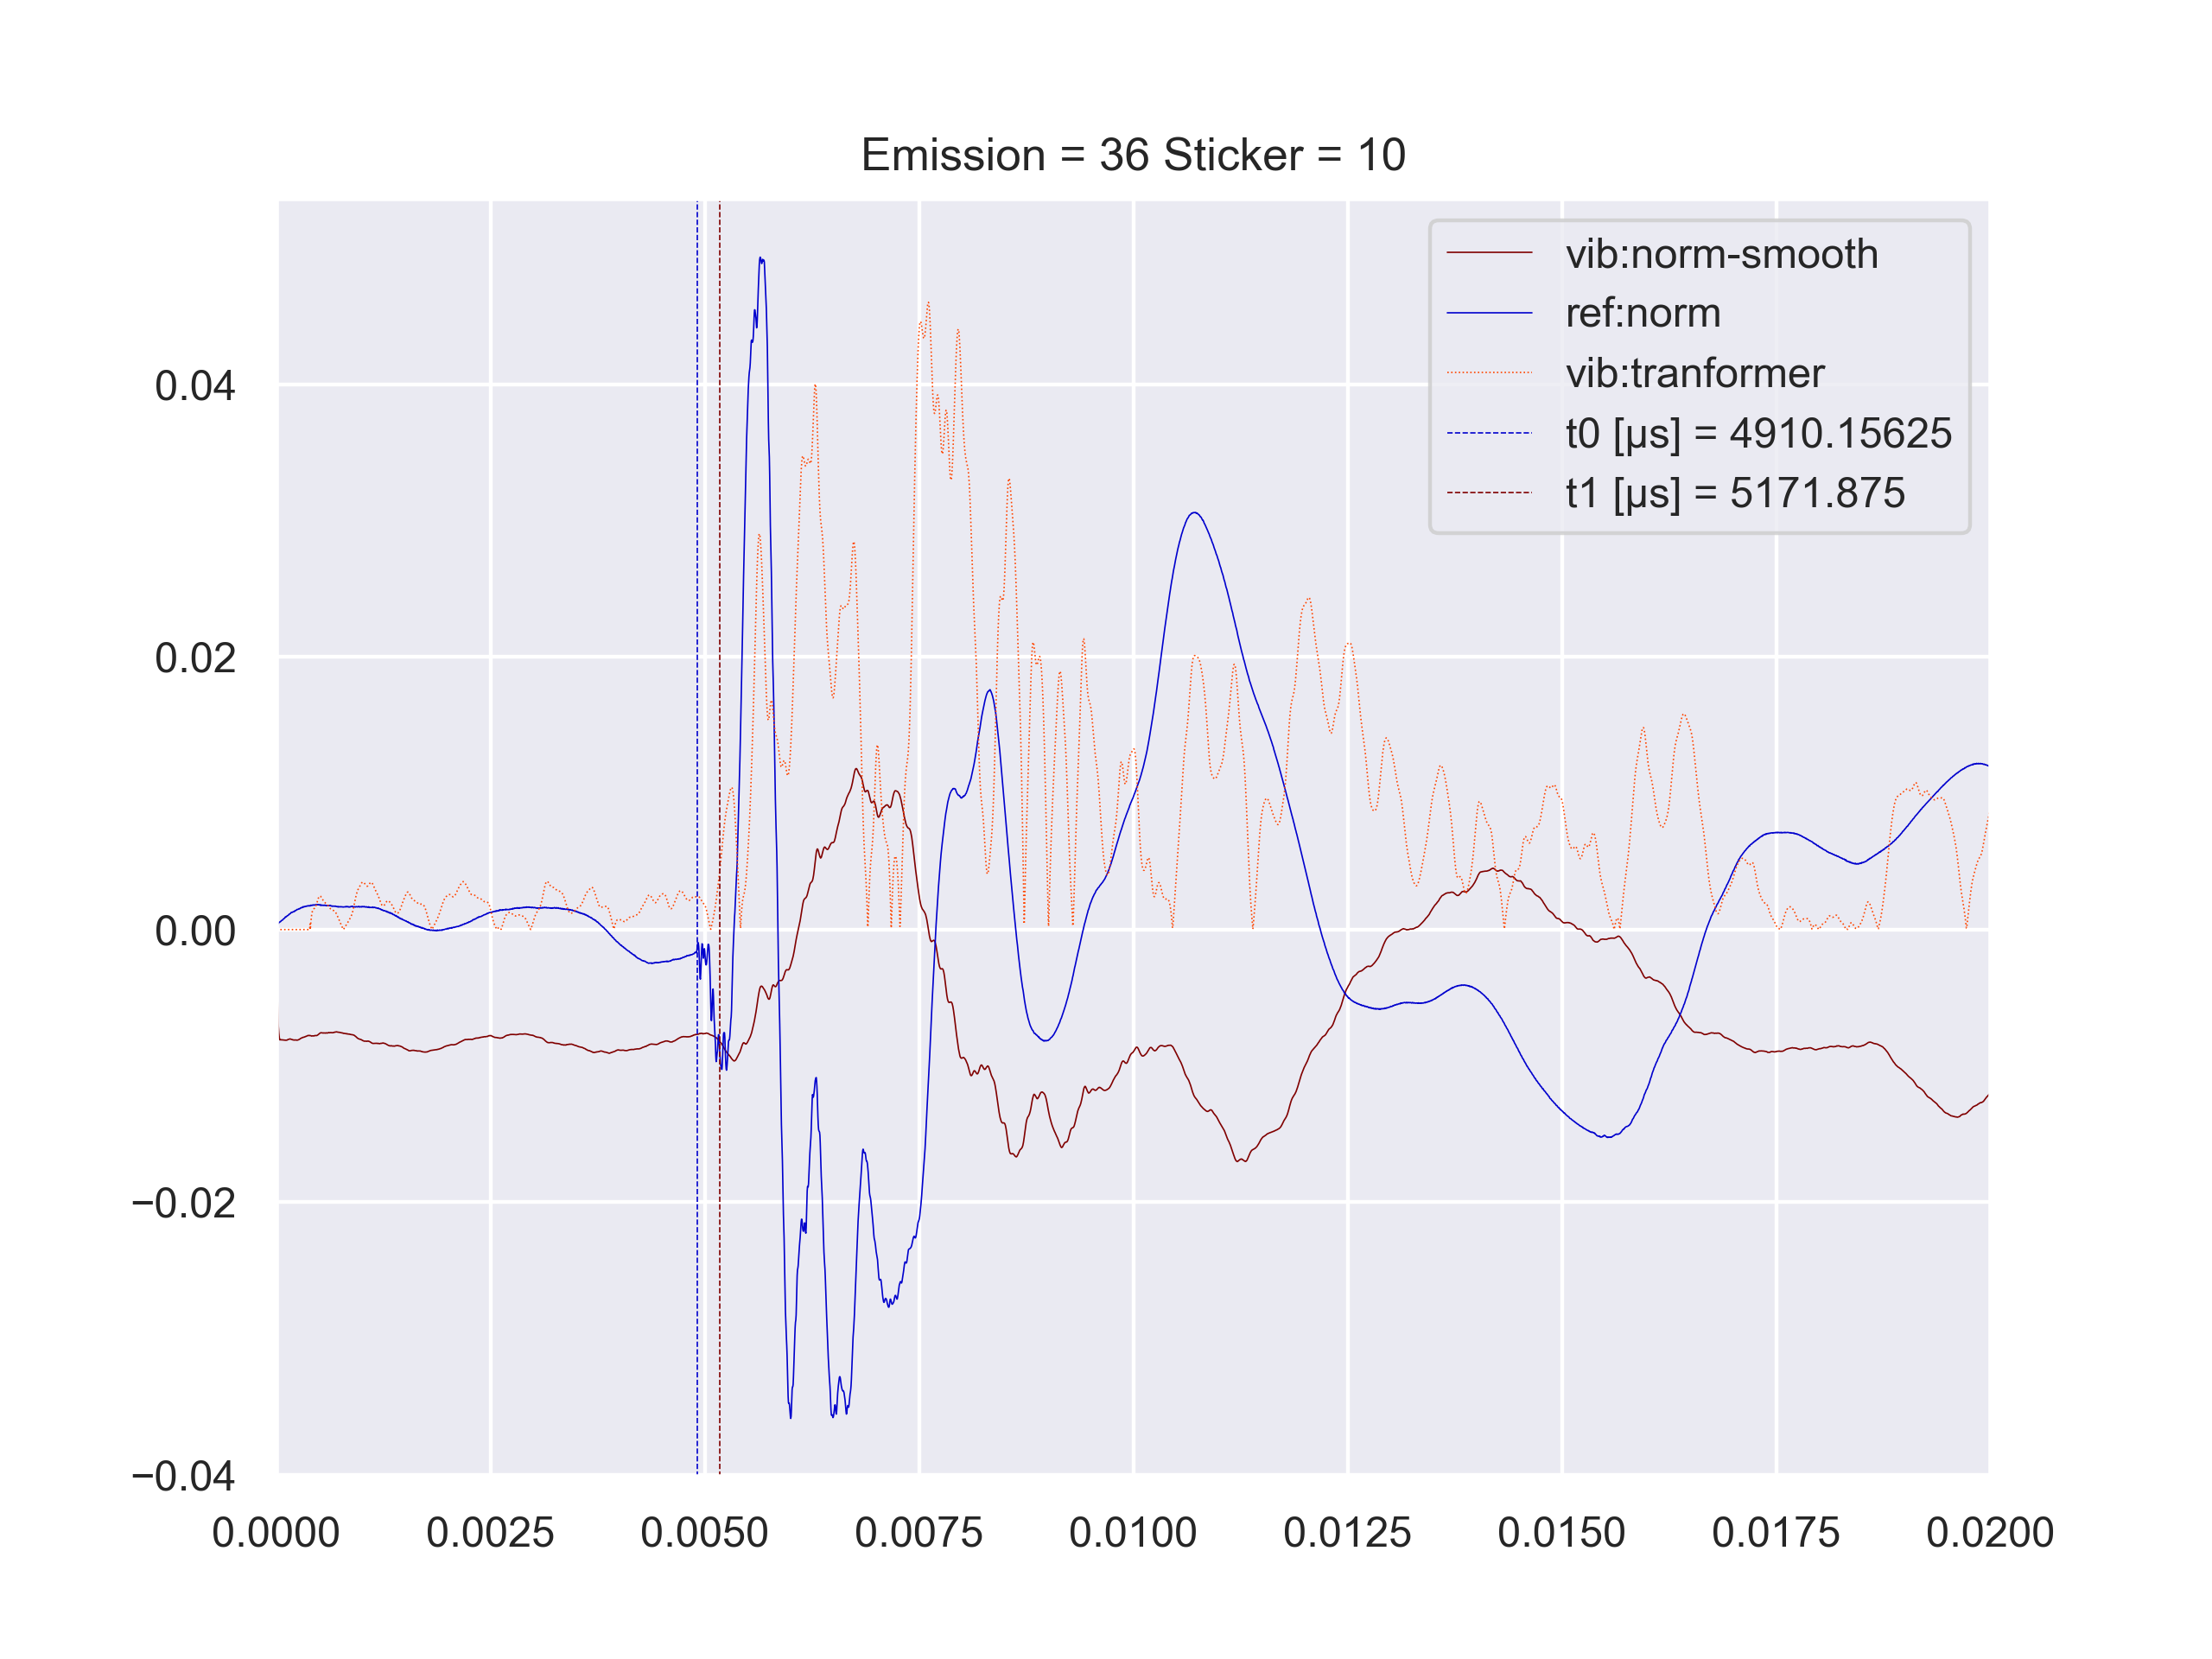 Emission = 36 Sticker = 10
vib:norm-smooth
ref:norm
vib:tranformer
t0 [µs] = 4910.15625
t1 [µs] = 5171.875
0.04
0.02
0.00
−0.02
−0.04
0.0000 0.0025 0.0050 0.0075 0.0100 0.0125 0.0150 0.0175 0.0200